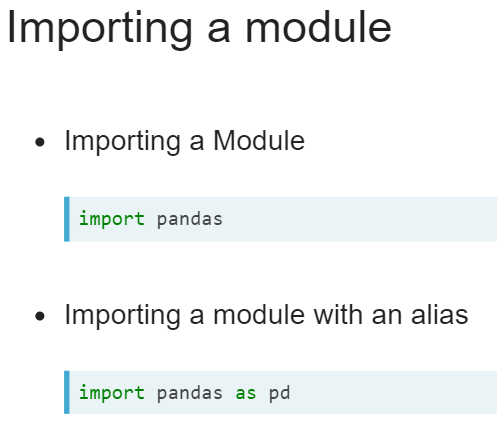 Importing a module
Importing a Module
import pandas
Importing a module with an alias
import pandas as pd